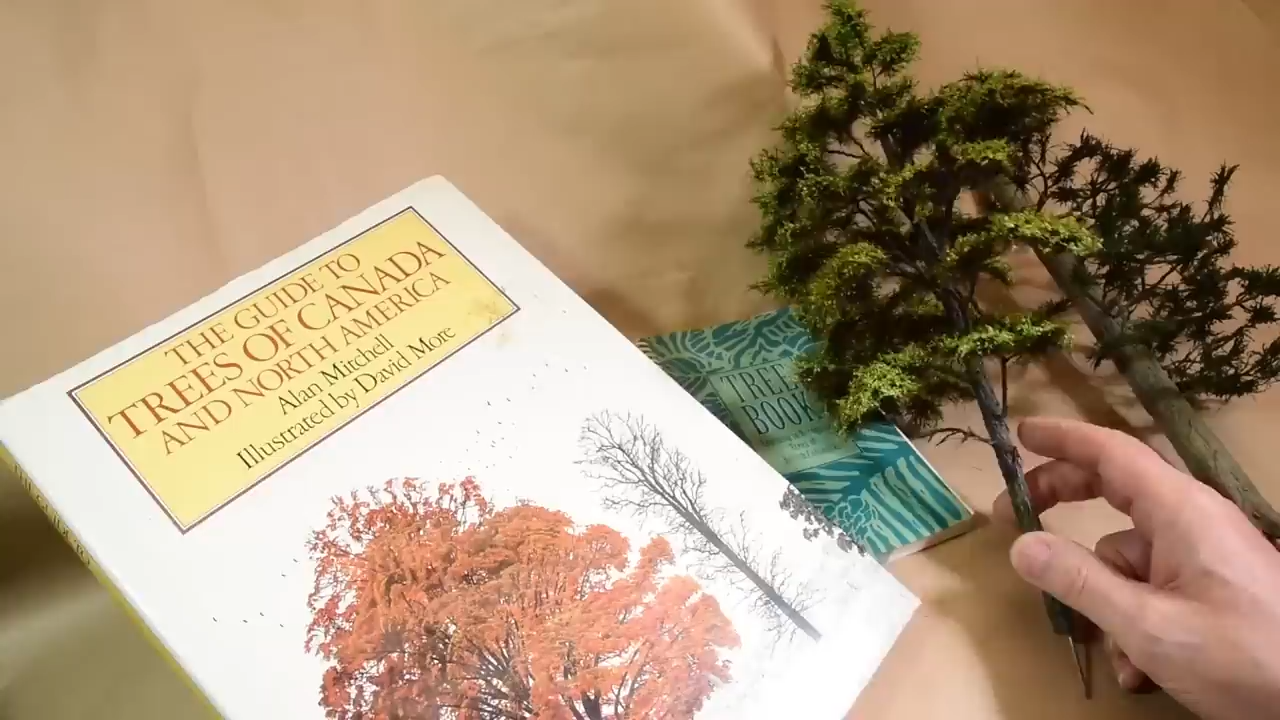 THE GUIDE TO
TREES OF CANADA
AND NORTH AMERICA
Alan Mitchell
Illustrated by David More
TREE
BOOK